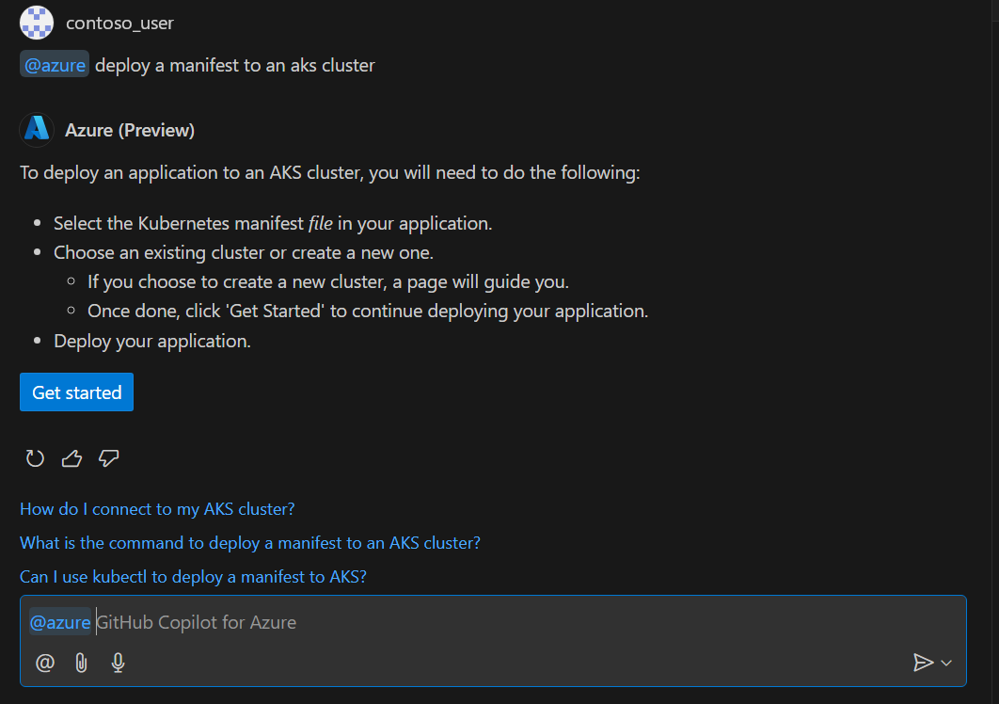 contoso_user
@azure deploy a manifest to an aks cluster
Azure (Preview)
To deploy an application to an AKS cluster, you will need to do the following:
Select the Kubernetes manifest file in your application.
Choose an existing cluster or create a new one.
If you choose to create a new cluster, a page will guide you.
Once done, click 'Get Started' to continue deploying your application.
Deploy your application.
Get started
How do I connect to my AKS cluster?
What is the command to deploy a manifest to an AKS cluster?
Can I use kubectl to deploy a manifest to AKS?
@azure GitHub Copilot for Azure